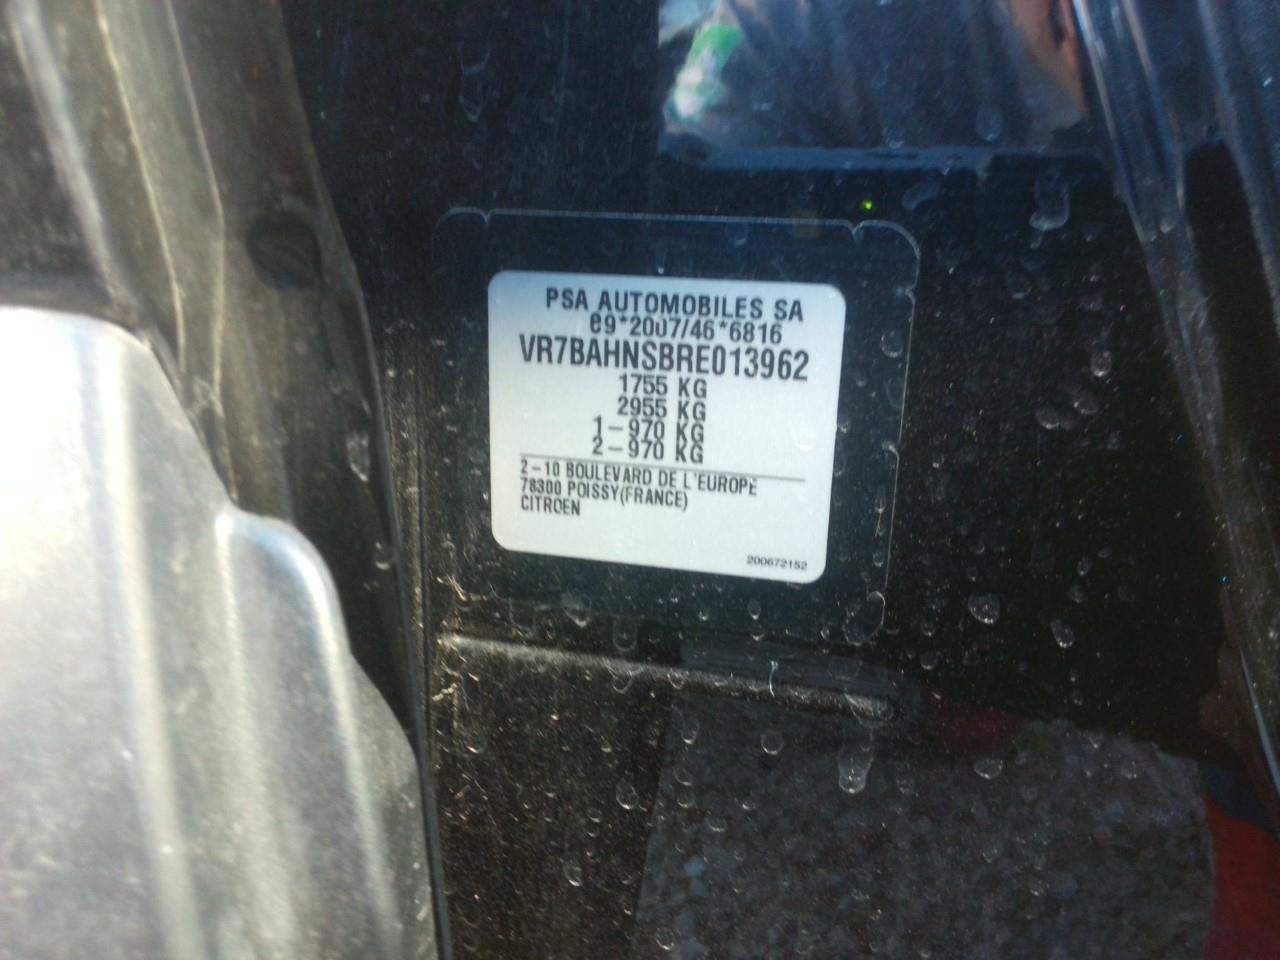 PSA AUTOMOBILES SA
e9*2007/46*6816
VR7BAHNSBRE013962
1755 KG
2955 KG
1-970 KG
2-970 KG
2-10 BOULEVARD DE L'EUROPE
78300 POISSY(FRANCE)
CITROEN
200672152